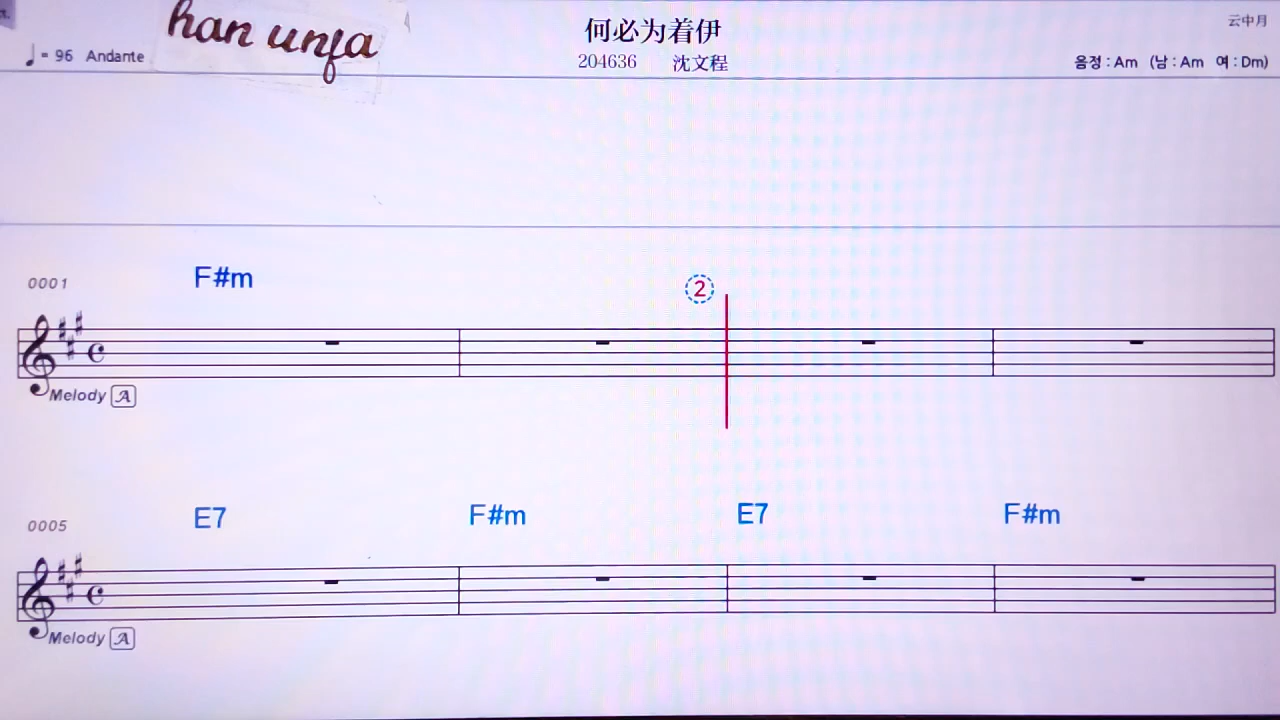 han unfa
何必为着伊
云中月
♩= 96 Andante
204636 沈文程
음정 : Am (남 : Am 여 : Dm)
0001 F#m
2
Melody A
0005 E7 F#m E7 F#m
Melody A